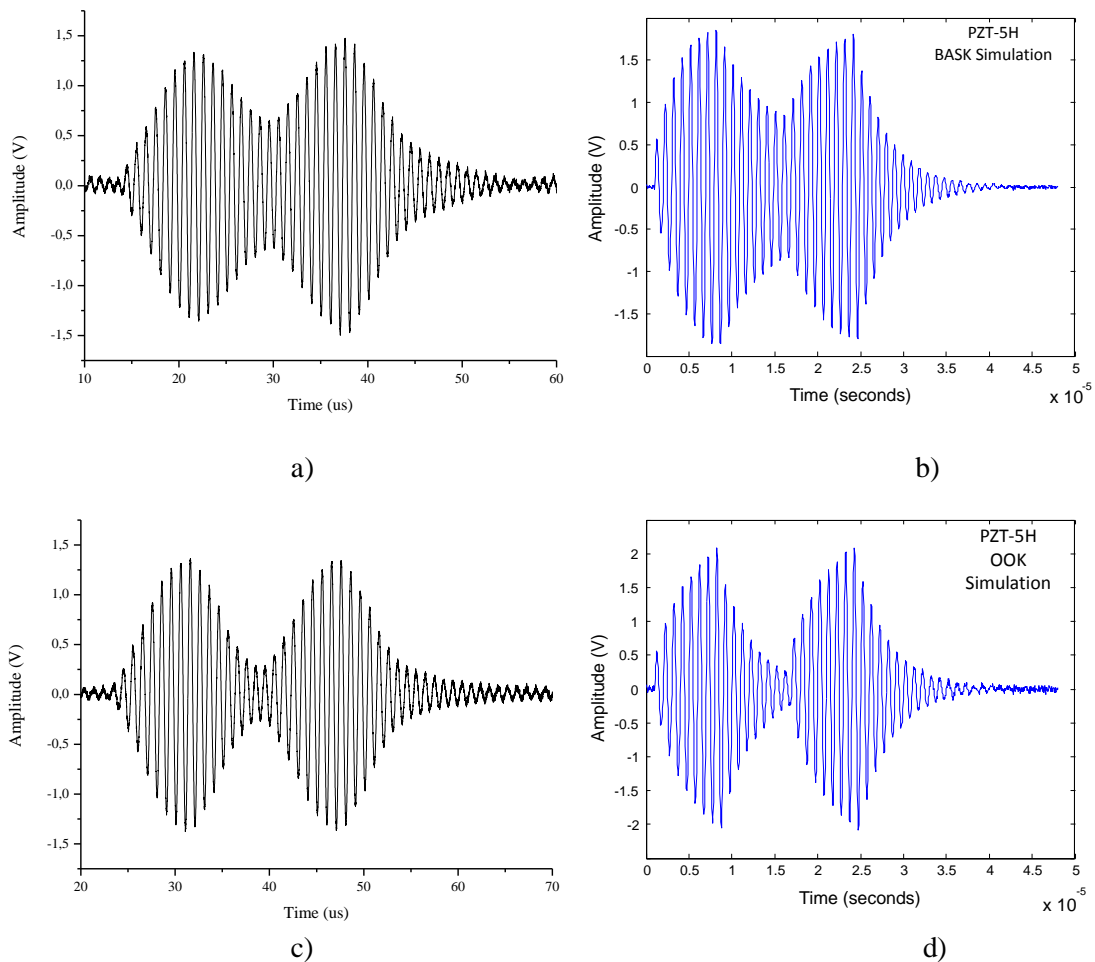 1,5
1,0
0,5
0,0
-0,5
-1,0
-1,5
Amplitude (V)
10 20 30 40 50 60
Time (us)
a)
PZT-5H
BASK Simulation
1.5
1
0.5
0
-0.5
-1
-1.5
Amplitude (V)
0 0.5 1 1.5 2 2.5 3 3.5 4 4.5 5
Time (seconds)
x 10-5
b)
1,5
1,0
0,5
0,0
-0,5
-1,0
-1,5
Amplitude (V)
20 30 40 50 60 70
Time (us)
c)
PZT-5H
OOK
Simulation
2
1.5
1
0.5
0
-0.5
-1
-1.5
-2
Amplitude (V)
0 0.5 1 1.5 2 2.5 3 3.5 4 4.5 5
Time (seconds)
x 10-5
d)